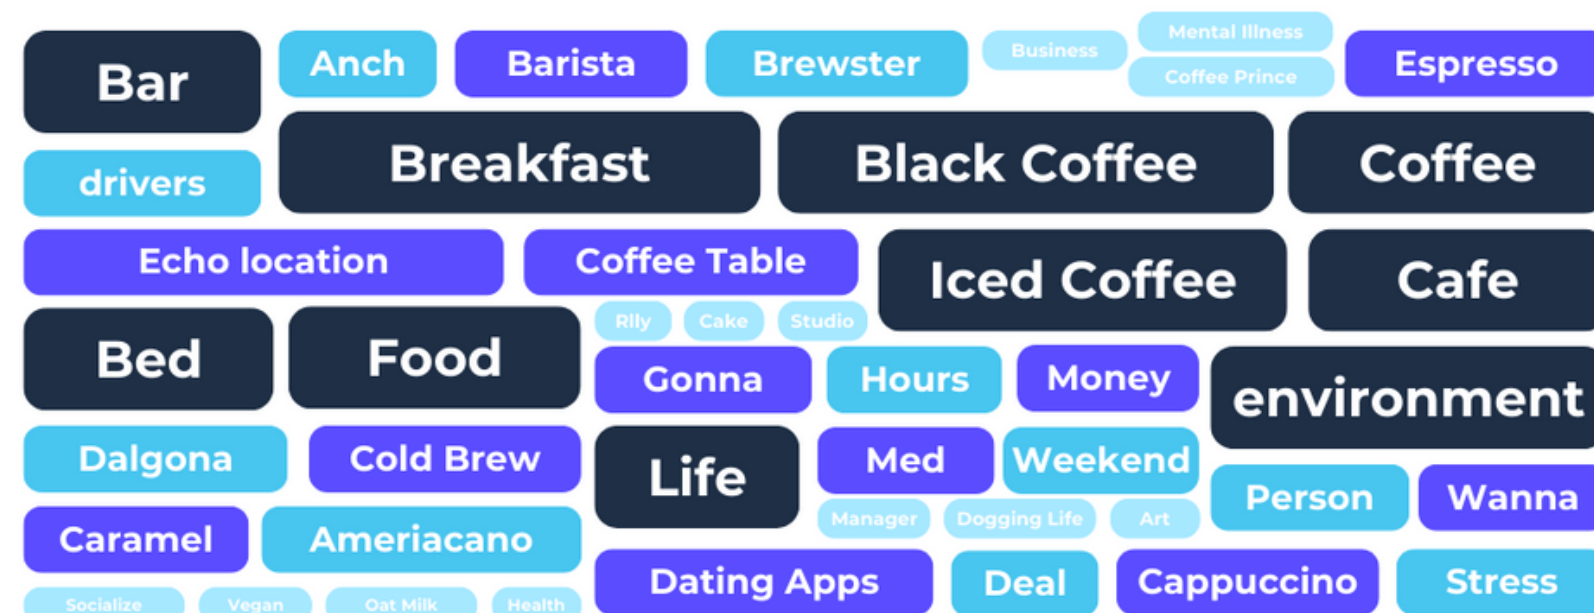 Bar
Anch
Barista
Brewster
Business
Mental Illness
Coffee Prince
Espresso
drivers
Breakfast
Black Coffee
Coffee
Echo location
Coffee Table
Iced Coffee
Cafe
Bed
Food
Rlly
Cake
Studio
Gonna
Hours
Money
environment
Dalgona
Cold Brew
Life
Med
Weekend
Person
Wanna
Caramel
Ameriacano
Manager
Dogging Life
Art
Dating Apps
Deal
Cappuccino
Stress
Socialize
Vegan
Oat Milk
Health